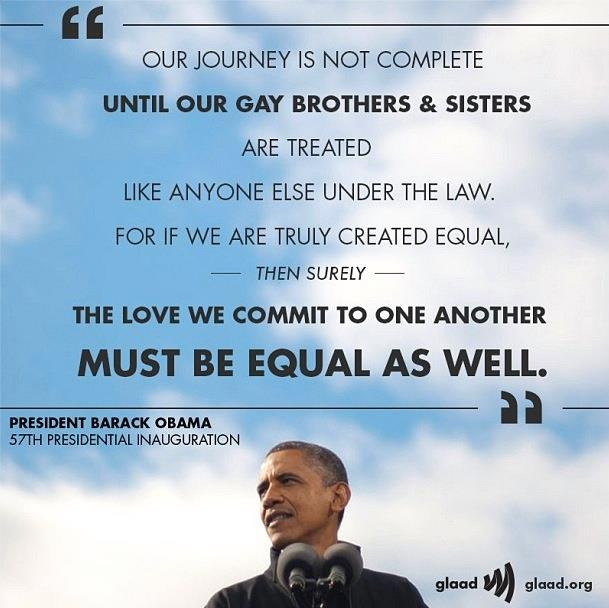 “
OUR JOURNEY IS NOT COMPLETE
UNTIL OUR GAY BROTHERS & SISTERS
ARE TREATED
LIKE ANYONE ELSE UNDER THE LAW.
FOR IF WE ARE TRULY CREATED EQUAL,
— THEN SURELY —
THE LOVE WE COMMIT TO ONE ANOTHER
MUST BE EQUAL AS WELL.
”
PRESIDENT BARACK OBAMA
57TH PRESIDENTIAL INAUGURATION
glaad glaad.org